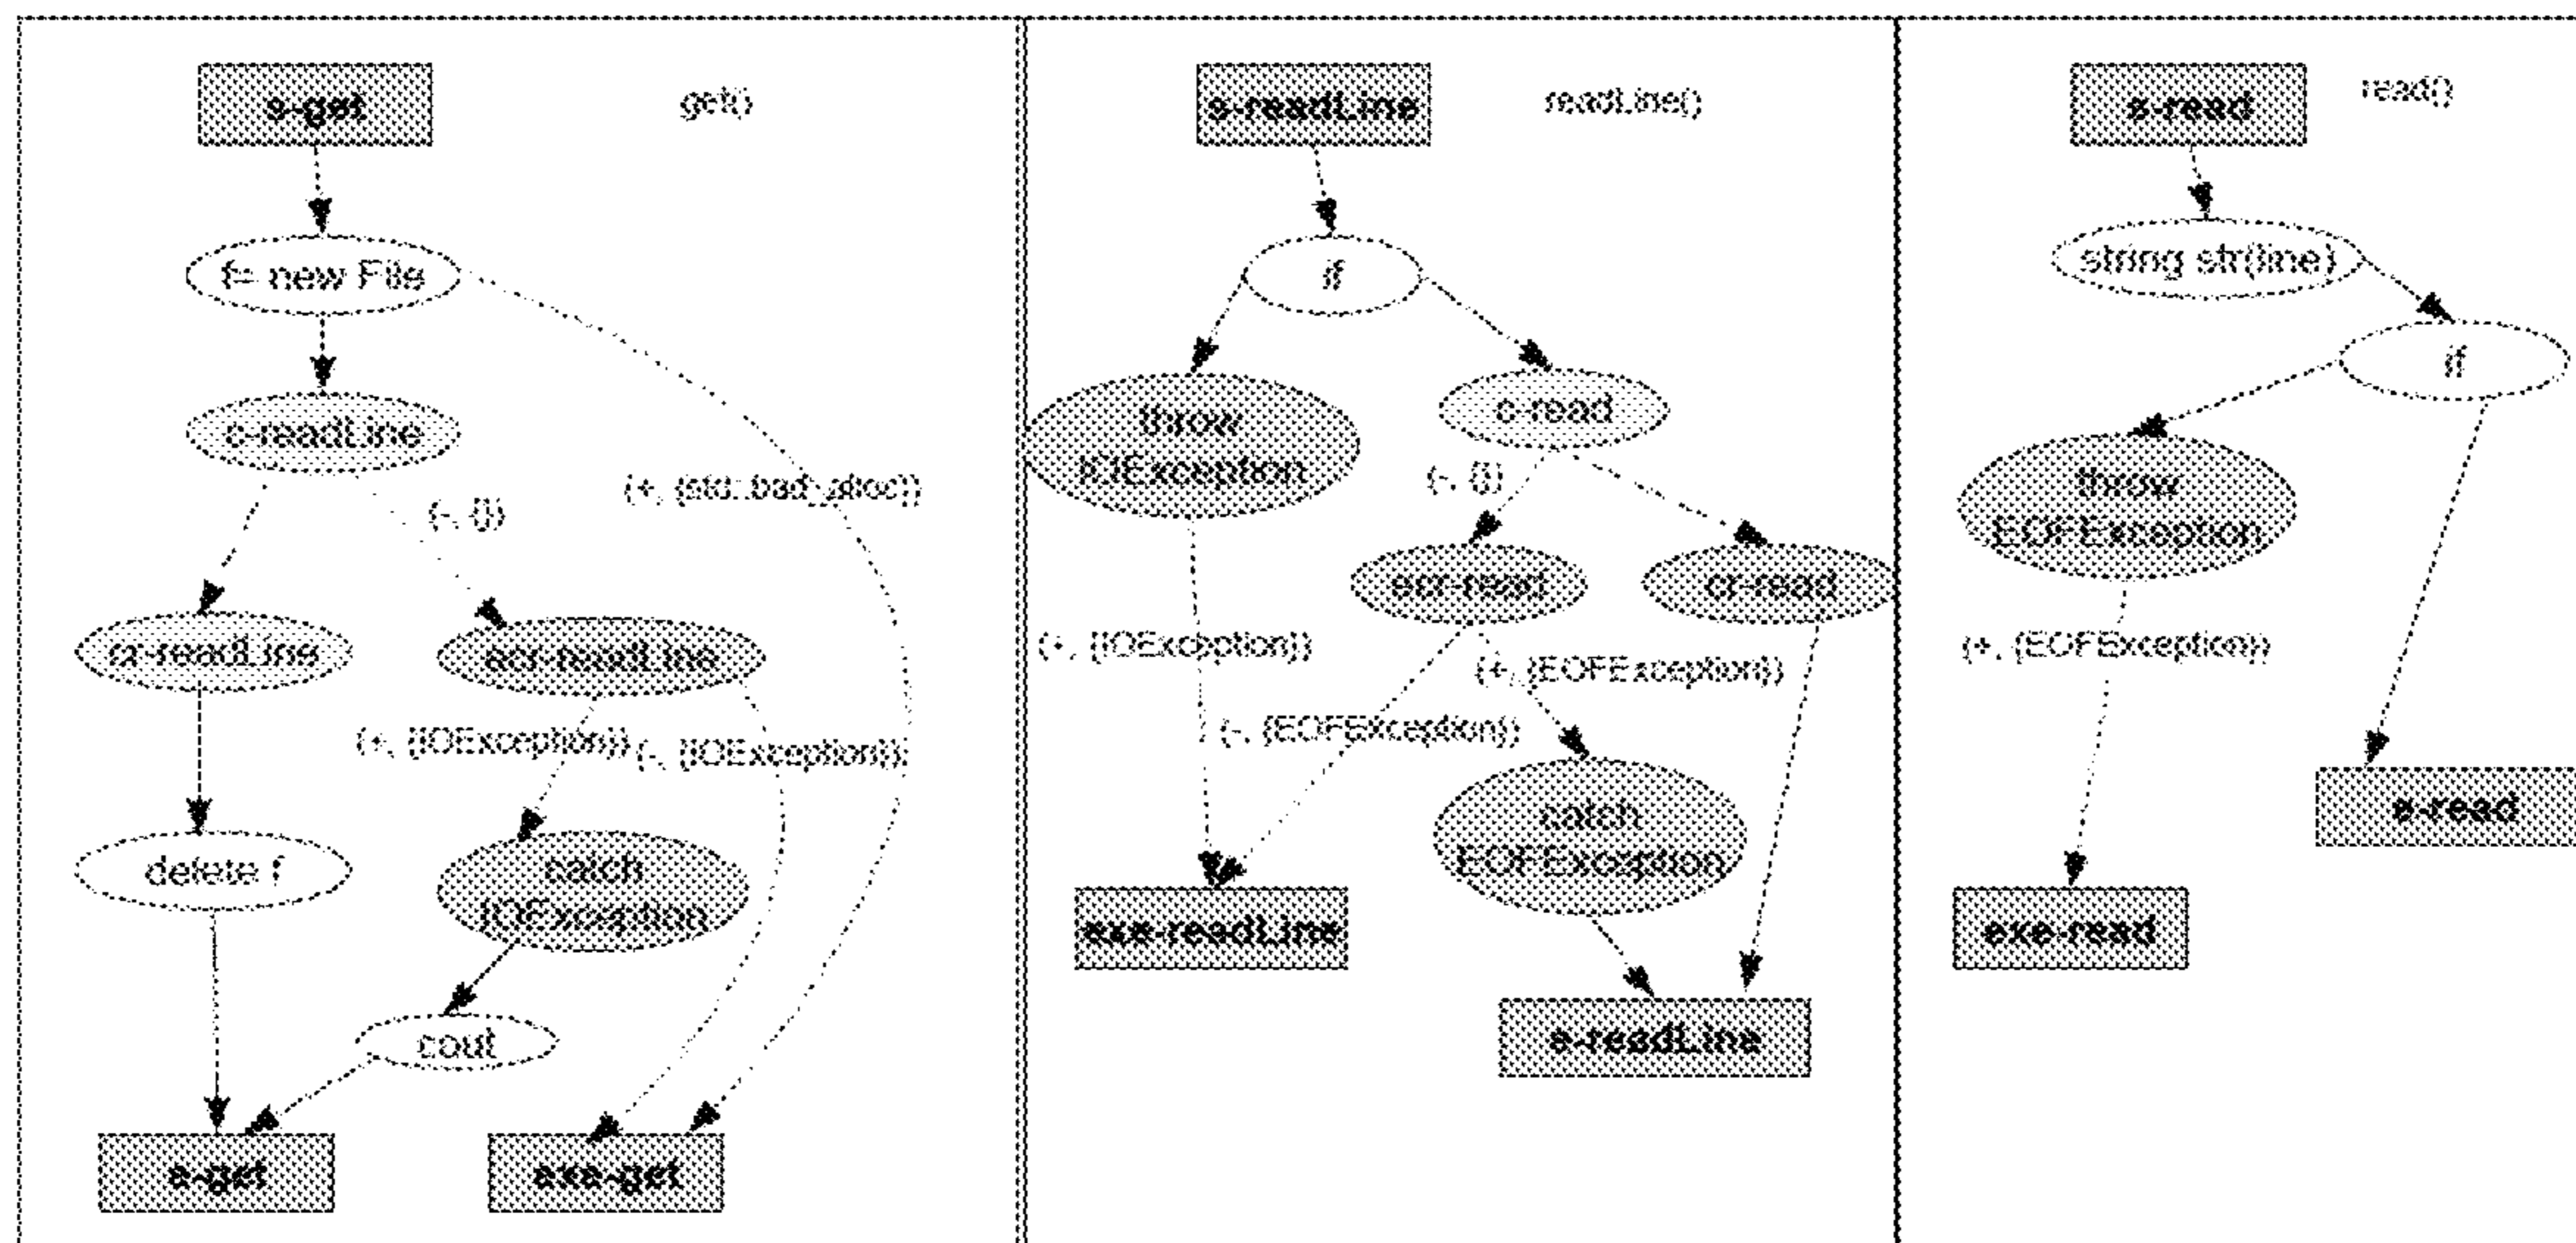 s-get
get()
f= new File
c-readLine
(-, {})
(+, {std::bad_alloc})
cr-readLine
ecr-readLine
(+, {IOException})
(-, {IOException})
delete f
catch
IOException
cout
e-get
exe-get
s-readLine
readLine()
if
throw
IOException
c-read
(-, {})
ecr-read
cr-read
(+, {IOException})
(+, {EOFException})
(-, {EOFException})
catch
EOFException
exe-readLine
e-readLine
s-read
read()
string str(line)
if
throw
EOFException
(+, {EOFException})
e-read
exe-read